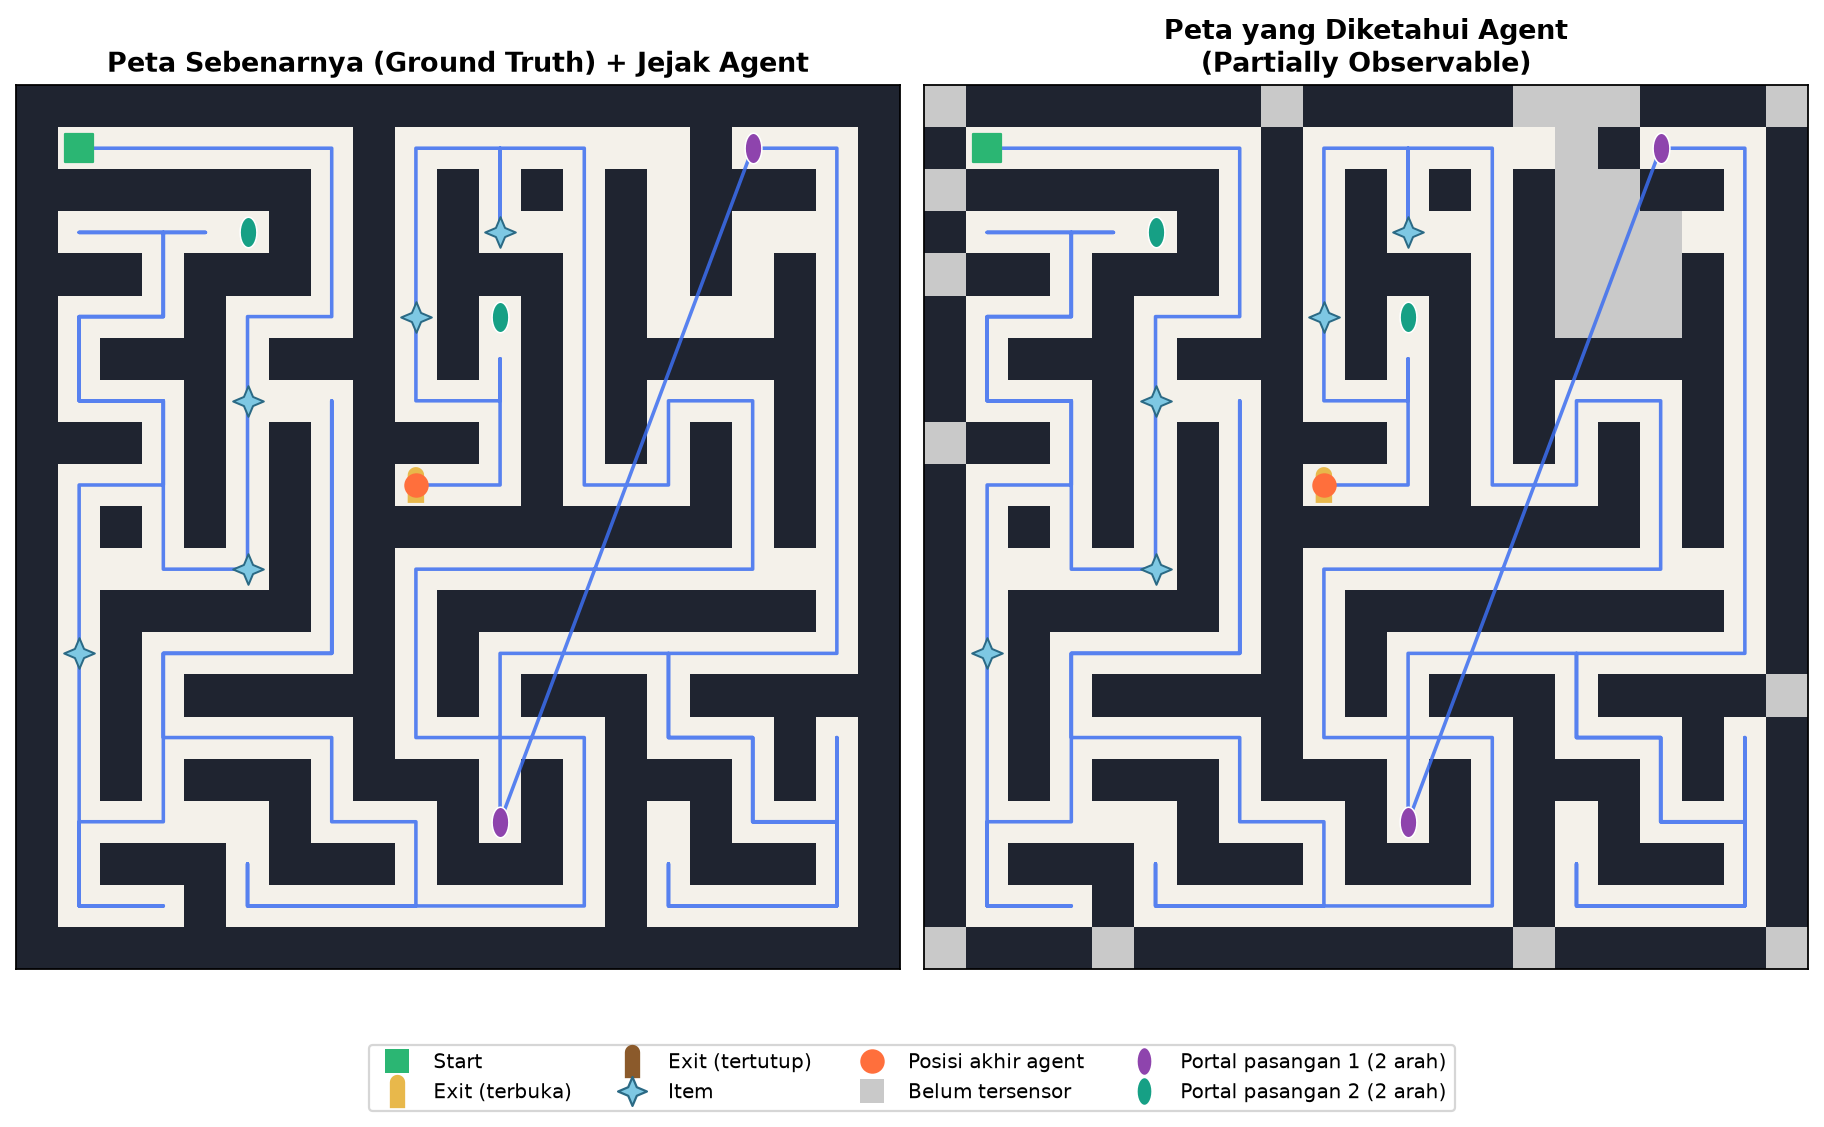 Peta Sebenarnya (Ground Truth) + Jejak Agent
Peta yang Diketahui Agent
(Partially Observable)
Start
Exit (terbuka)
Exit (tertutup)
Item
Posisi akhir agent
Belum tersensor
Portal pasangan 1 (2 arah)
Portal pasangan 2 (2 arah)